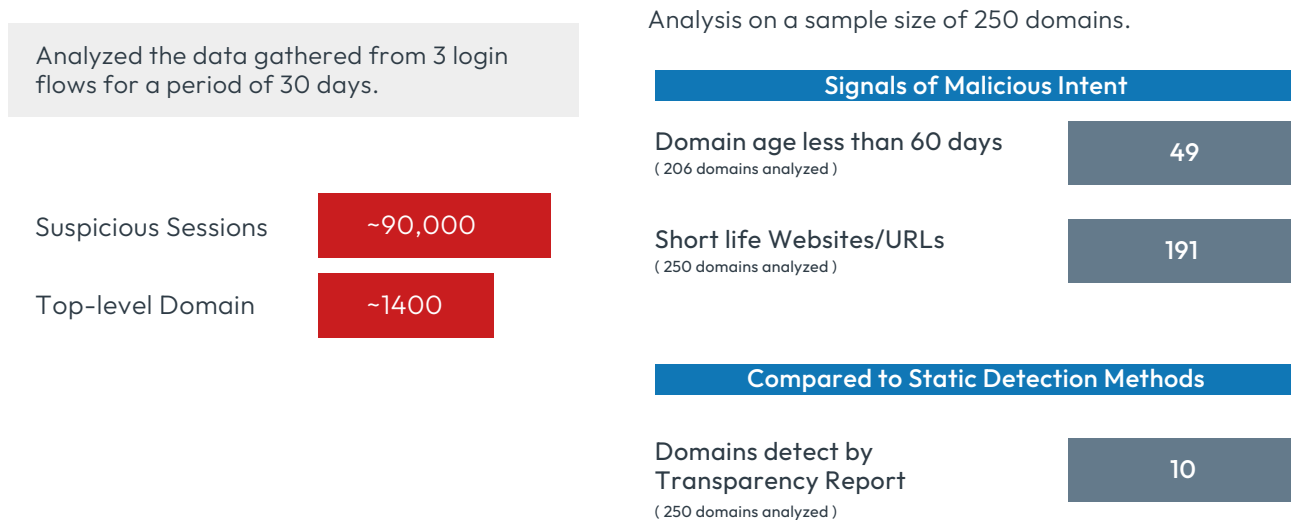 Analyzed the data gathered from 3 login
flows for a period of 30 days.
Suspicious Sessions
~90,000
Top-level Domain
~1400
Analysis on a sample size of 250 domains.
Signals of Malicious Intent
Domain age less than 60 days
( 206 domains analyzed )
49
Short life Websites/URLs
( 250 domains analyzed )
191
Compared to Static Detection Methods
Domains detect by
Transparency Report
( 250 domains analyzed )
10